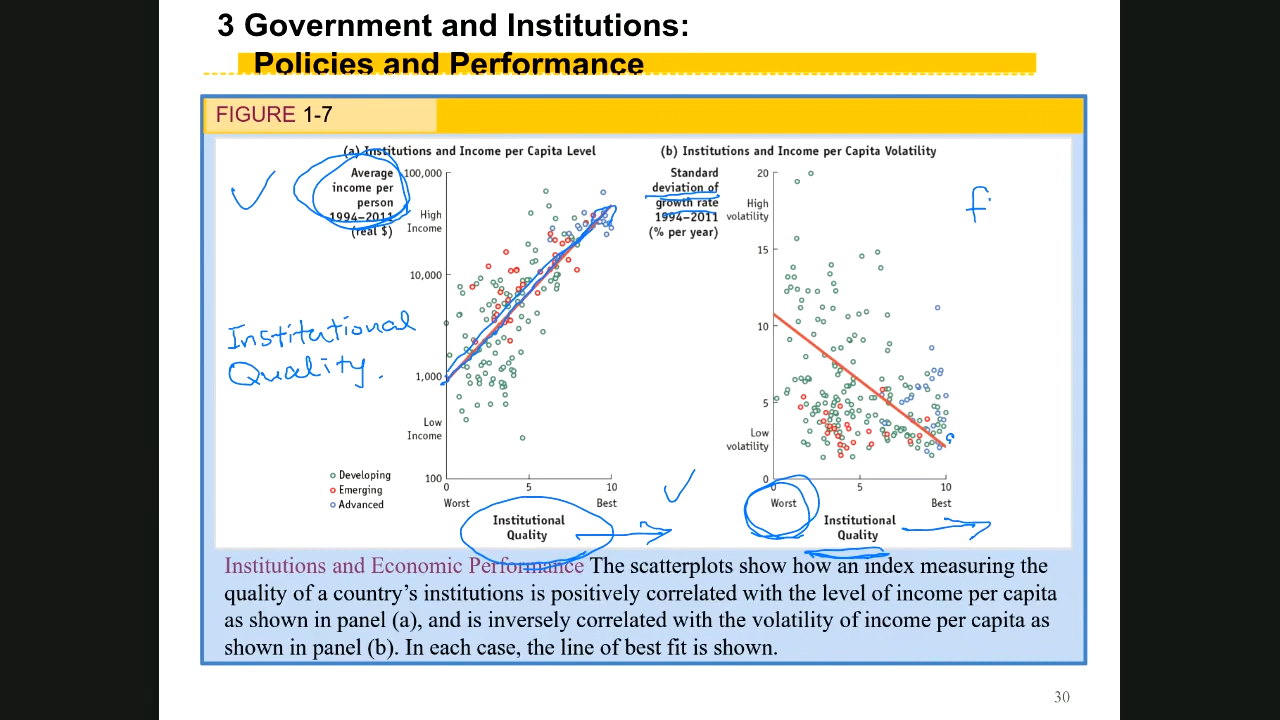 3 Government and Institutions:
Policies and Performance
FIGURE 1-7
(a) Institutions and Income per Capita Level
Average
income per
person
1994–2011
(real $)
100,000
High
Income
10,000
1,000
Low
Income
100
0
5
10
Worst
Best
Institutional
Quality
Developing
Emerging
Advanced
Institutional
Quality.
(b) Institutions and Income per Capita Volatility
Standard
deviation of
growth rate
1994–2011
(% per year)
20
High
volatility
15
10
5
Low
volatility
0
0
5
10
Worst
Best
Institutional
Quality
Institutions and Economic Performance The scatterplots show how an index measuring the
quality of a country’s institutions is positively correlated with the level of income per capita
as shown in panel (a), and is inversely correlated with the volatility of income per capita as
shown in panel (b). In each case, the line of best fit is shown.
30